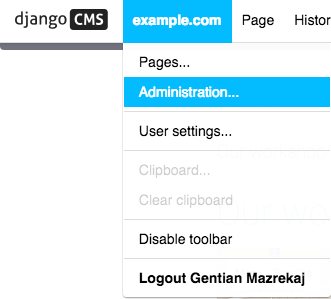 django CMS example.com Page Histor
Pages...
Administration...
User settings...
Clipboard...
Clear clipboard
Disable toolbar
Logout Gentian Mazrekaj